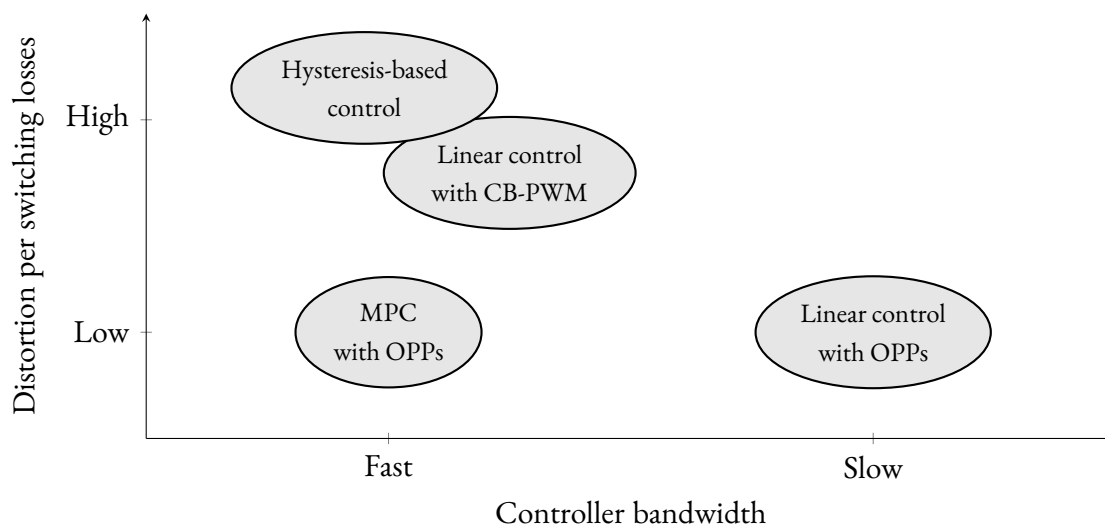 Distortion per switching losses
High
Low
Hysteresis-based
control
Linear control
with CB-PWM
MPC
with OPPs
Linear control
with OPPs
Fast
Slow
Controller bandwidth